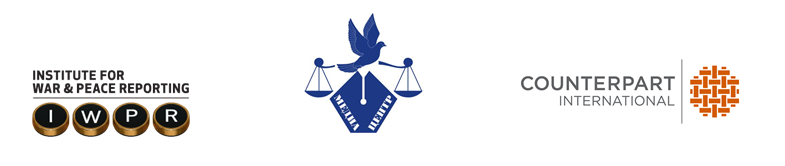 INSTITUTE FOR
WAR & PEACE REPORTING
I W P R
МЕДИА ЦЕНТР
COUNTERPART
INTERNATIONAL